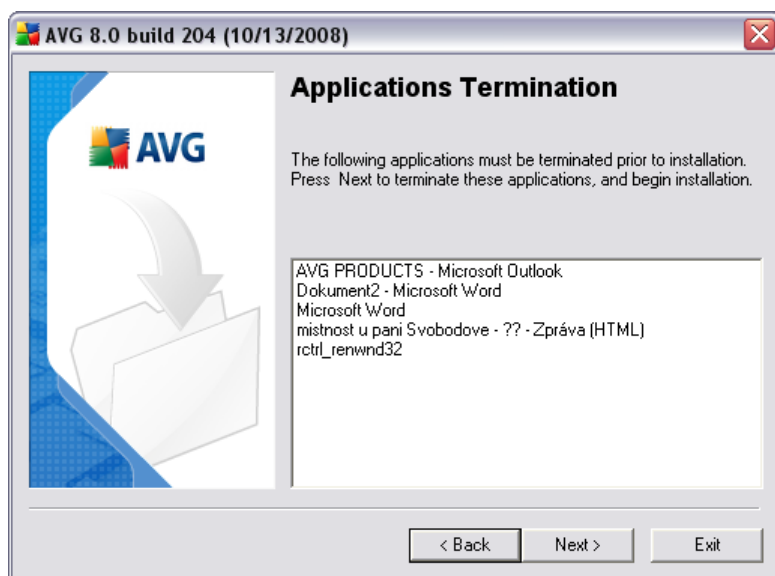 AVG 8.0 build 204 (10/13/2008)
AVG
Applications Termination
The following applications must be terminated prior to installation.
Press Next to terminate these applications, and begin installation.
AVG PRODUCTS - Microsoft Outlook
Dokument2 - Microsoft Word
Microsoft Word
mistnost u pani Svobodove - ?? - Zpráva (HTML)
rctrl_renwnd32
< Back
Next >
Exit